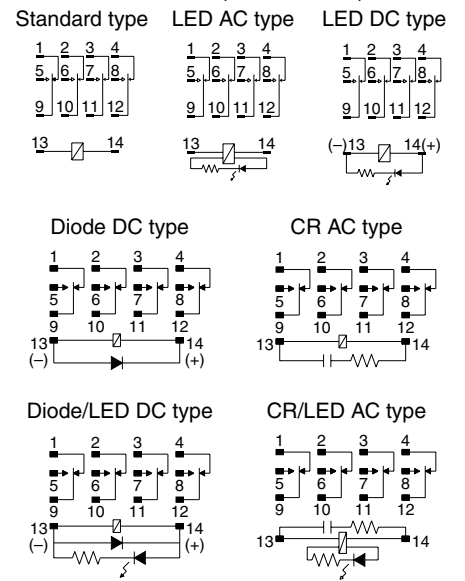 Standard type LED AC type LED DC type
1 2 3 4 1 2 3 4 1 2 3 4
5 6 7 8 5 6 7 8 5 6 7 8
9 10 11 12 9 10 11 12 9 10 11 12
13 14 13 14 (−)13 14(+)
Diode DC type CR AC type
1 2 3 4 1 2 3 4
5 6 7 8 5 6 7 8
9 10 11 12 9 10 11 12
13 14 13 14
(−) (+)
Diode/LED DC type CR/LED AC type
1 2 3 4 1 2 3 4
5 6 7 8 5 6 7 8
9 10 11 12 9 10 11 12
13 14 13 14
(−) (+)